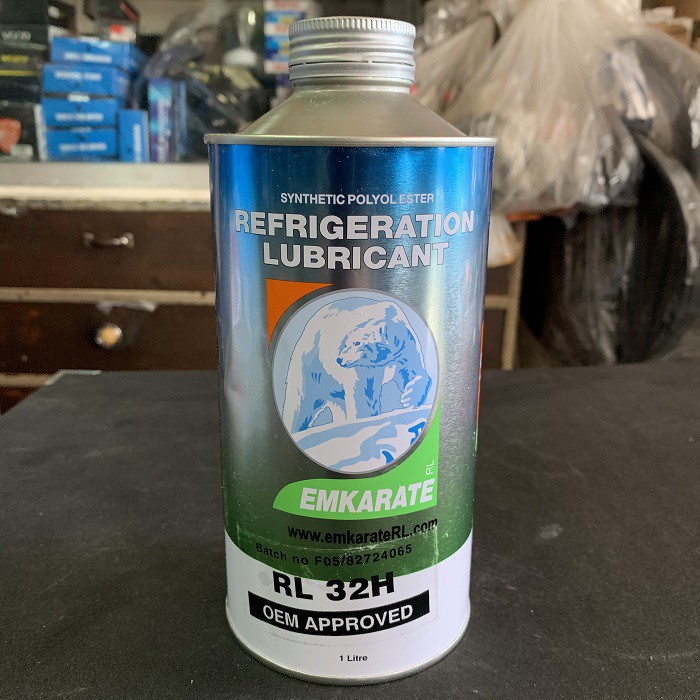 SYNTHETIC POLYOL ESTER
REFRIGERATION
LUBRICANT
EMKARATE RL
www.emkarateRL.com
Batch no F05/82724065
RL 32H
OEM APPROVED
1 Litre